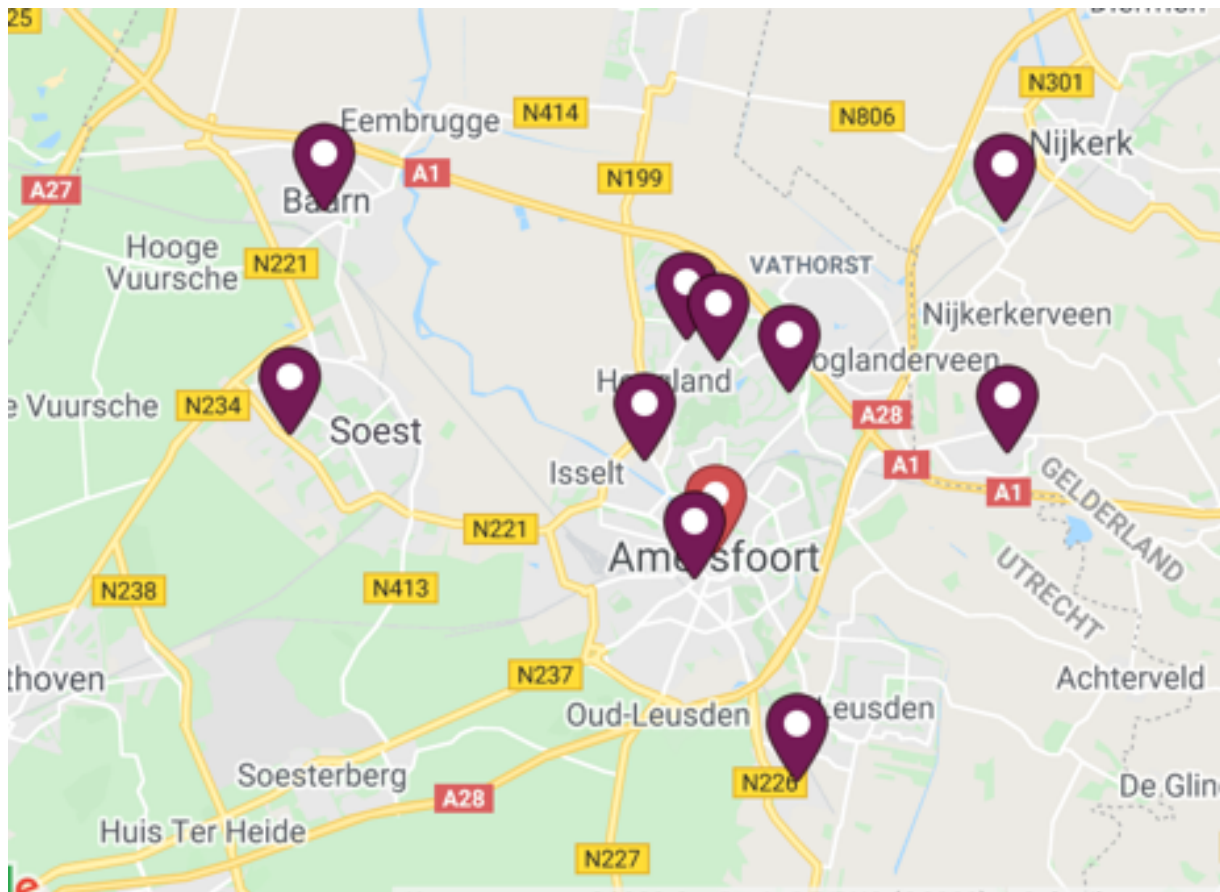 25
N301
N414
N806
Eembrugge
Nijkerk
A1
N199
A27
Baarn
Hooge
Vuursche
N221
VATHORST
Nijkerkerveen
oglanderveen
e Vuursche
N234
Soest
A28
A1
Isselt
GELDERLAND
A1
N221
Amersfoort
UTRECHT
N238
N413
thoven
N237
Achterveld
Oud-Leusden
Leusden
Soesterberg
N226
De Glin
A28
Huis Ter Heide
N227
e